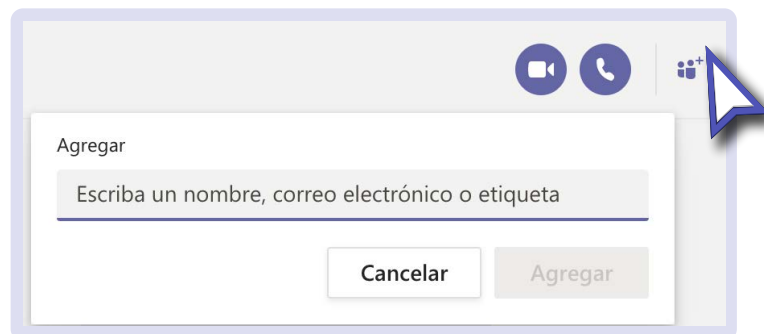 Agregar
Escriba un nombre, correo electrónico o etiqueta
Cancelar Agregar